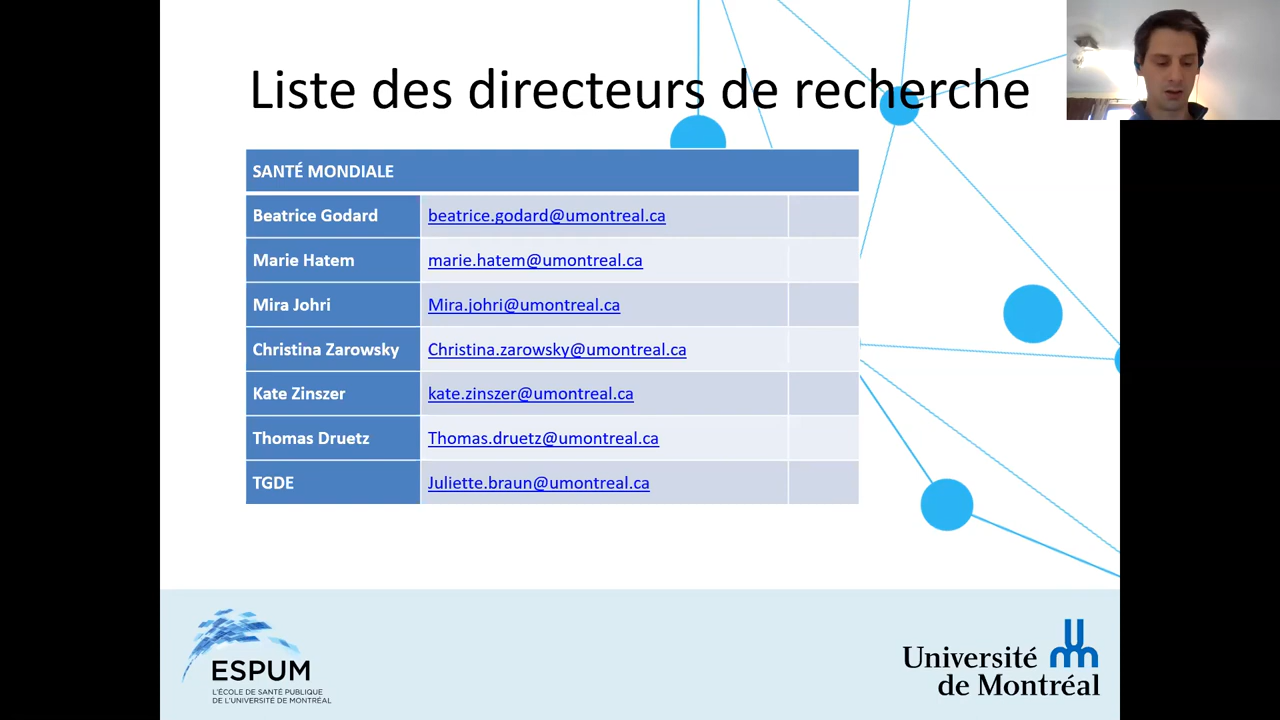 Liste des directeurs de recherche
SANTÉ MONDIALE
Beatrice Godard beatrice.godard@umontreal.ca
Marie Hatem marie.hatem@umontreal.ca
Mira Johri Mira.johri@umontreal.ca
Christina Zarowsky Christina.zarowsky@umontreal.ca
Kate Zinszer kate.zinszer@umontreal.ca
Thomas Druetz Thomas.druetz@umontreal.ca
TGDE Juliette.braun@umontreal.ca
ESPUM
L'ÉCOLE DE SANTÉ PUBLIQUE
DE L'UNIVERSITÉ DE MONTRÉAL
Université
de Montréal